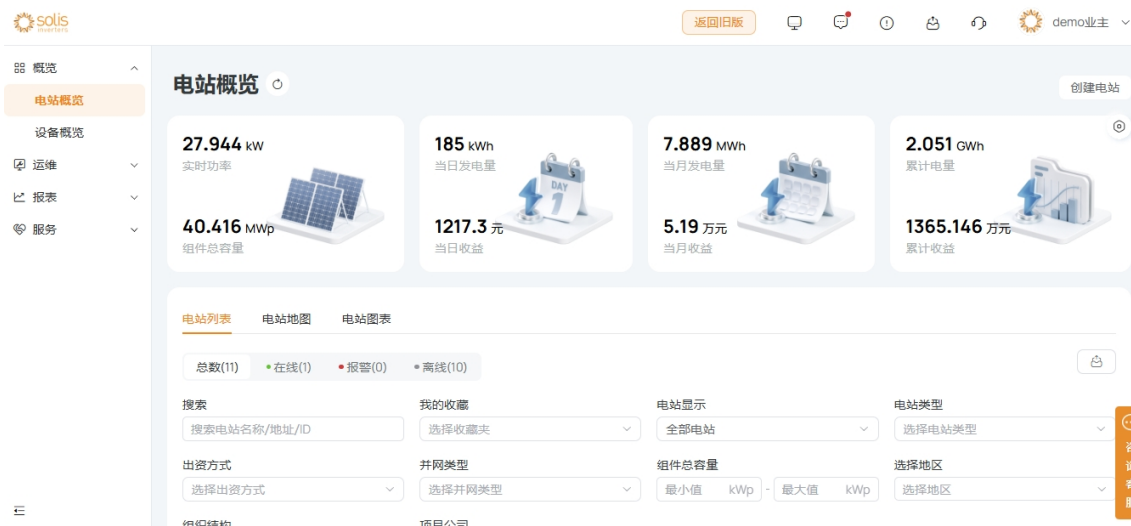 solis
inverters
返回旧版
demo业主
概览
电站概览
设备概览
运维
报表
服务
电站概览
创建电站
27.944 kW
实时功率
40.416 MWp
组件总容量
185 kWh
当日发电量
1217.3 元
当日收益
DAY
1
7.889 MWh
当月发电量
5.19 万元
当月收益
2.051 GWh
累计电量
1365.146 万元
累计收益
电站列表 电站地图 电站图表
总数(11) 在线(1) 报警(0) 离线(10)
搜索 我的收藏 电站显示 电站类型
搜索电站名称/地址/ID 选择收藏夹 全部电站 选择电站类型
出资方式 并网类型 组件总容量 选择地区
选择出资方式 选择并网类型 最小值 kWp - 最大值 kWp 选择地区
组织结构 项目公司